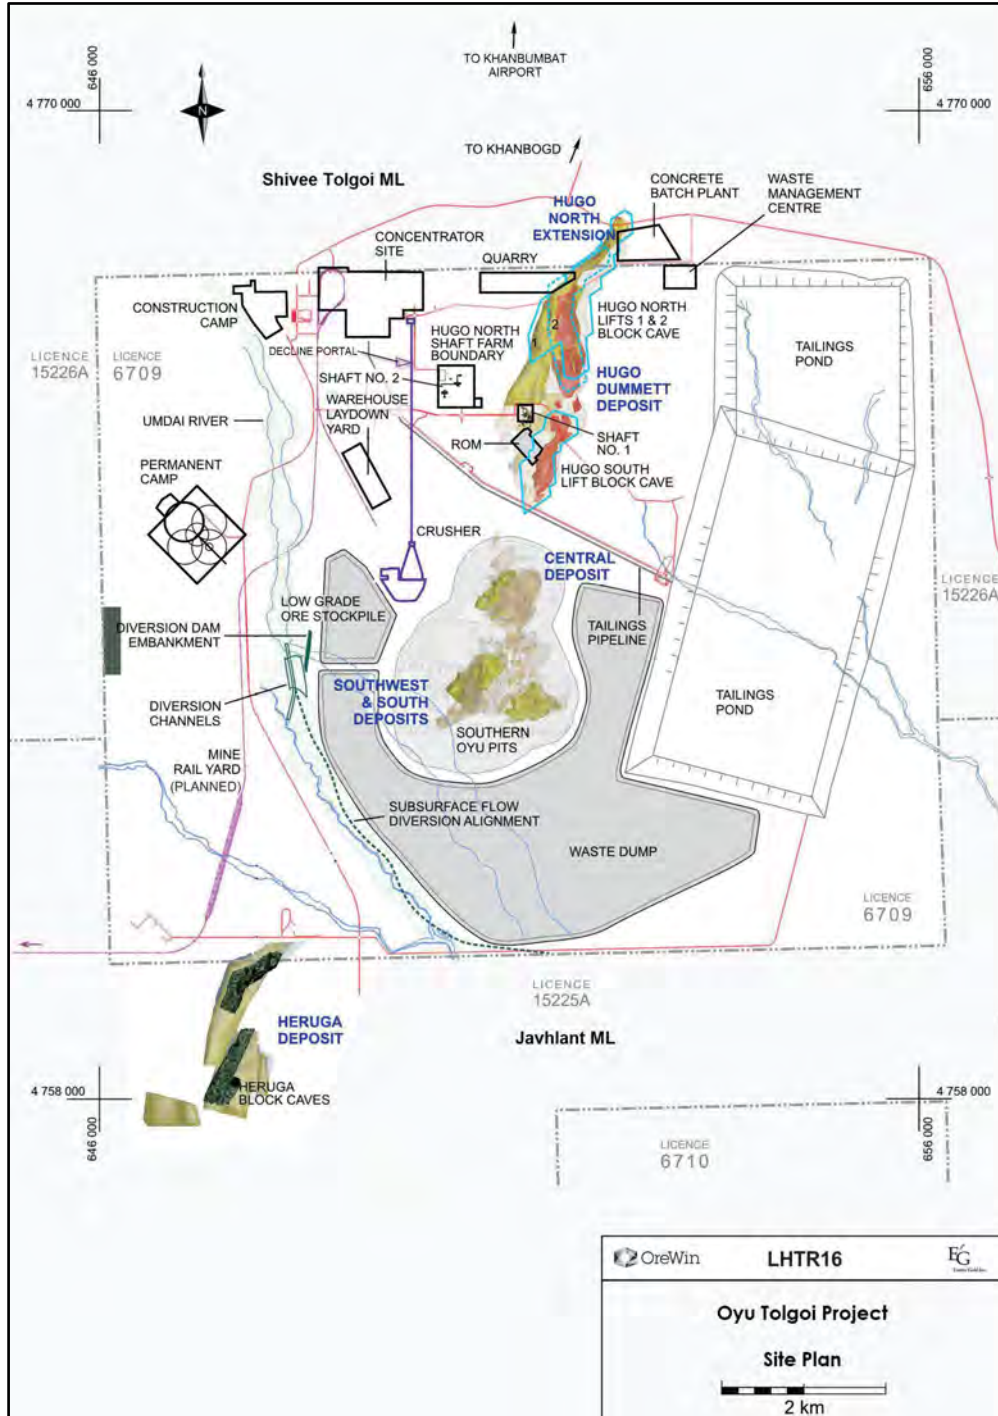 TO KHANBUMBAT
AIRPORT
646 000
656 000
4 770 000
4 770 000
N
TO KHANBOGD
Shivee Tolgoi ML
HUGO
NORTH
EXTENSION
CONCRETE
BATCH PLANT
WASTE
MANAGEMENT
CENTRE
CONCENTRATOR
SITE
QUARRY
CONSTRUCTION
CAMP
HUGO NORTH
SHAFT FARM
BOUNDARY
2
1
HUGO NORTH
LIFTS 1 & 2
BLOCK CAVE
TAILINGS
POND
LICENCE
15226A
LICENCE
6709
DECLINE PORTAL
SHAFT NO. 2
HUGO
DUMMETT
DEPOSIT
WAREHOUSE
LAYDOWN
YARD
UMDAI RIVER
ROM
SHAFT
NO. 1
PERMANENT
CAMP
HUGO SOUTH
LIFT BLOCK CAVE
CRUSHER
CENTRAL
DEPOSIT
LICENCE
15226A
LOW GRADE
ORE STOCKPILE
TAILINGS
PIPELINE
DIVERSION DAM
EMBANKMENT
SOUTHWEST
& SOUTH
DEPOSITS
TAILINGS
POND
DIVERSION
CHANNELS
SOUTHERN
OYU PITS
MINE
RAIL YARD
(PLANNED)
SUBSURFACE FLOW
DIVERSION ALIGNMENT
WASTE DUMP
LICENCE
6709
LICENCE
15225A
HERUGA
DEPOSIT
Javhlant ML
HERUGA
BLOCK CAVES
4 758 000
4 758 000
646 000
656 000
LICENCE
6710
OreWin
LHTR16
EG
Oyu Tolgoi Project
Site Plan
2 km